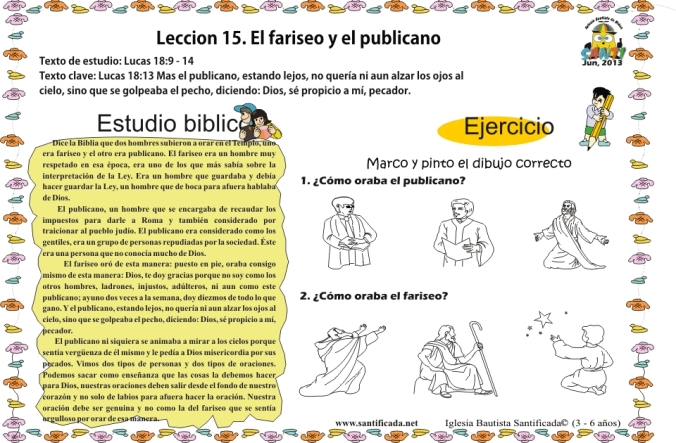 Leccion 15. El fariseo y el publicano
Jun, 2013
Texto de estudio: Lucas 18:9 - 14
Texto clave: Lucas 18:13 Mas el publicano, estando lejos, no quería ni aun alzar los ojos al
cielo, sino que se golpeaba el pecho, diciendo: Dios, sé propicio a mí, pecador.
Estudio biblic
Dice la Biblia que dos hombres subieron a orar en el Templo, uno
era fariseo y el otro era publicano. El fariseo era un hombre muy
respetado en esa época, era uno de los que más sabía sobre la
interpretación de la Ley. Era un hombre que guardaba y debía
hacer guardar la Ley, un hombre que de boca para afuera hablaba
de Dios.
El publicano, un hombre que se encargaba de recaudar los
impuestos para darle a Roma y también considerado por
traicionar al pueblo judío. El publicano era considerado como los
gentiles, era un grupo de personas repudiadas por la sociedad. Éste
era una persona que no conocía mucho de Dios.
El fariseo oró de esta manera: puesto en pie, oraba consigo
mismo de esta manera: Dios, te doy gracias porque no soy como los
otros hombres, ladrones, injustos, adúlteros, ni aun como este
publicano; ayuno dos veces a la semana, doy diezmos de todo lo que
gano. Y el publicano, estando lejos, no quería ni aun alzar los ojos al
cielo, sino que se golpeaba el pecho, diciendo: Dios, sé propicio a mí,
pecador.
El publicano ni siquiera se animaba a mirar a los cielos porque
sentía vergüenza de él mismo y le pedía a Dios misericordia por sus
pecados. Vimos dos tipos de personas y dos tipos de oraciones.
Podemos sacar como enseñanza que las cosas la debemos hacer
para Dios, nuestras oraciones deben salir desde el fondo de nuestro
corazón y no solo de labios para afuera hacer la oración. Nuestra
oración debe ser genuina y no como la del fariseo que se sentía
orgulloso por orar de esa manera.
Ejercicio
Marco y pinto el dibujo correcto
1. ¿Cómo oraba el publicano?
2. ¿Cómo oraba el fariseo?
www.santificada.net
Iglesia Bautista Santificada© (3 - 6 años)